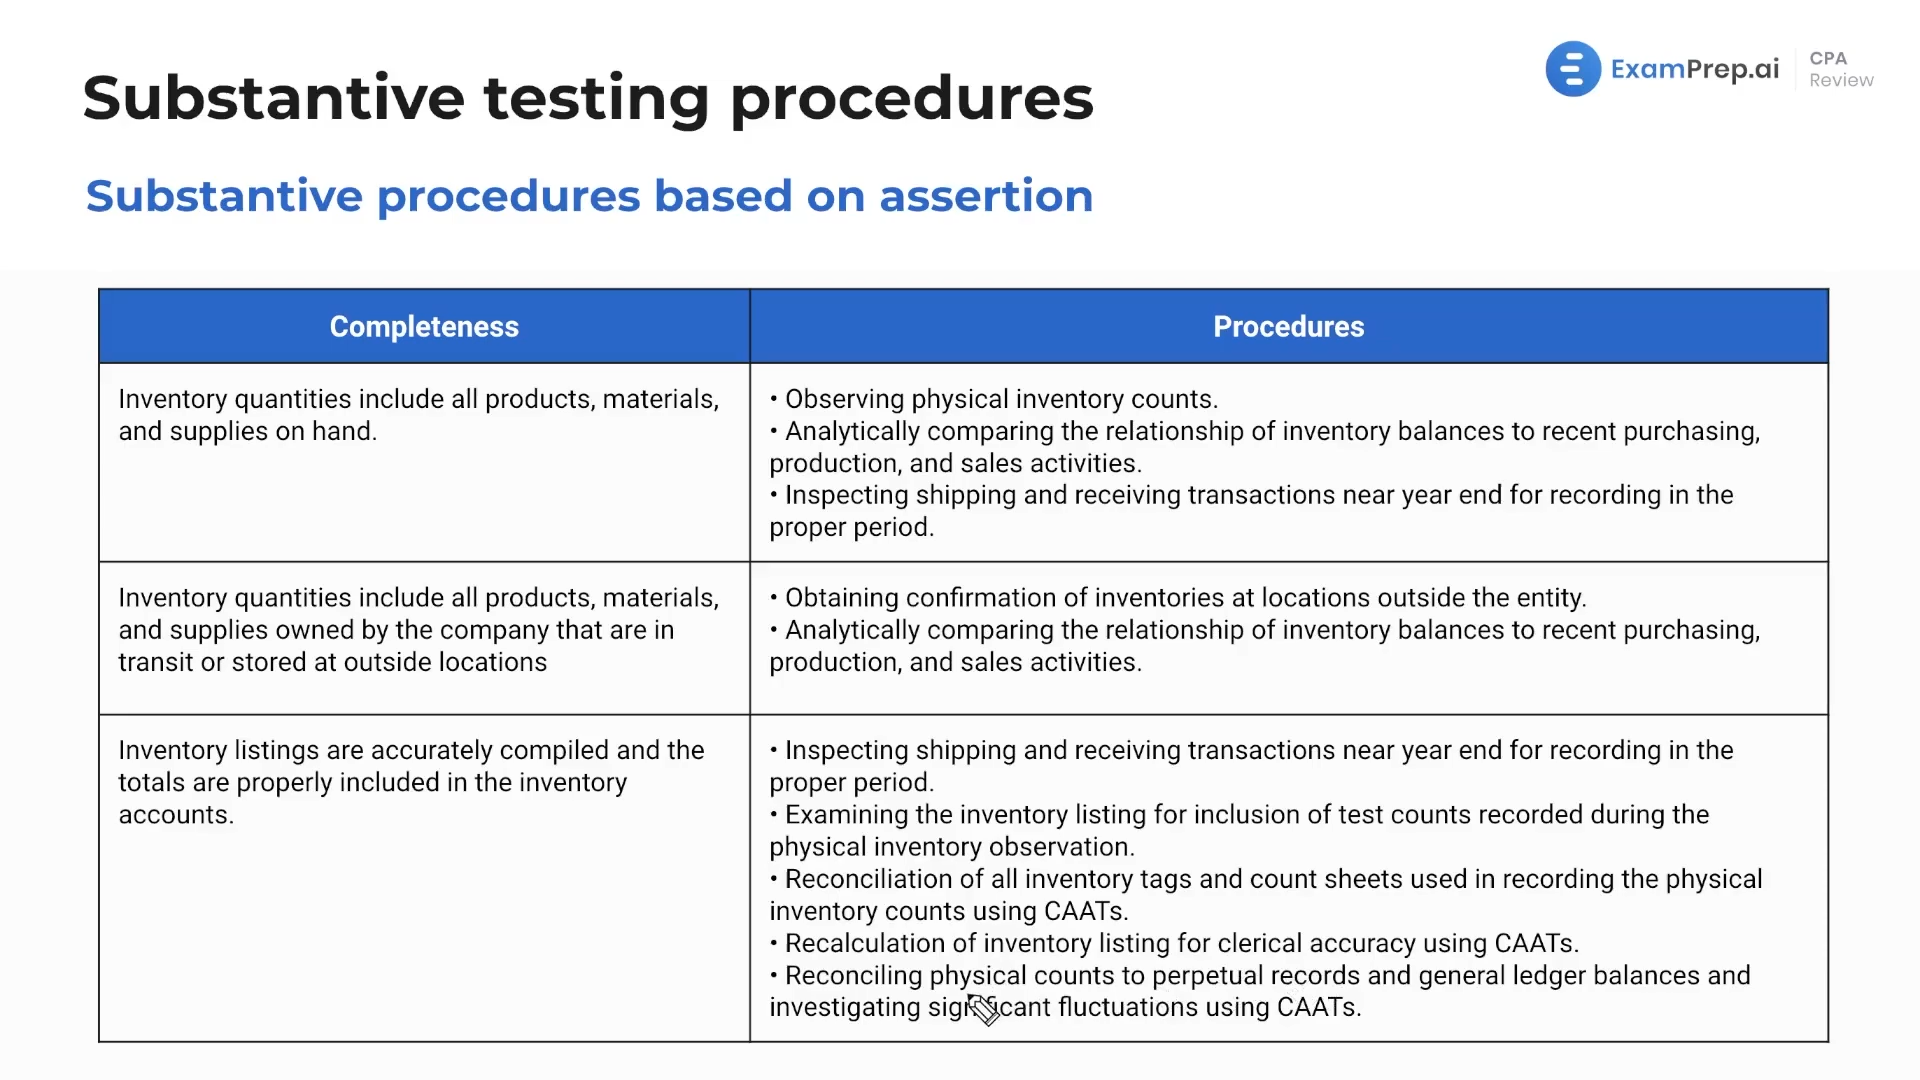 Substantive testing procedures
ExamPrep.ai
CPA
Review
Substantive procedures based on assertion
Completeness
Procedures
Inventory quantities include all products, materials,
and supplies on hand.
• Observing physical inventory counts.
• Analytically comparing the relationship of inventory balances to recent purchasing,
production, and sales activities.
• Inspecting shipping and receiving transactions near year end for recording in the
proper period.
Inventory quantities include all products, materials,
and supplies owned by the company that are in
transit or stored at outside locations
• Obtaining confirmation of inventories at locations outside the entity.
• Analytically comparing the relationship of inventory balances to recent purchasing,
production, and sales activities.
Inventory listings are accurately compiled and the
totals are properly included in the inventory
accounts.
• Inspecting shipping and receiving transactions near year end for recording in the
proper period.
• Examining the inventory listing for inclusion of test counts recorded during the
physical inventory observation.
• Reconciliation of all inventory tags and count sheets used in recording the physical
inventory counts using CAATs.
• Recalculation of inventory listing for clerical accuracy using CAATs.
• Reconciling physical counts to perpetual records and general ledger balances and
investigating significant fluctuations using CAATs.